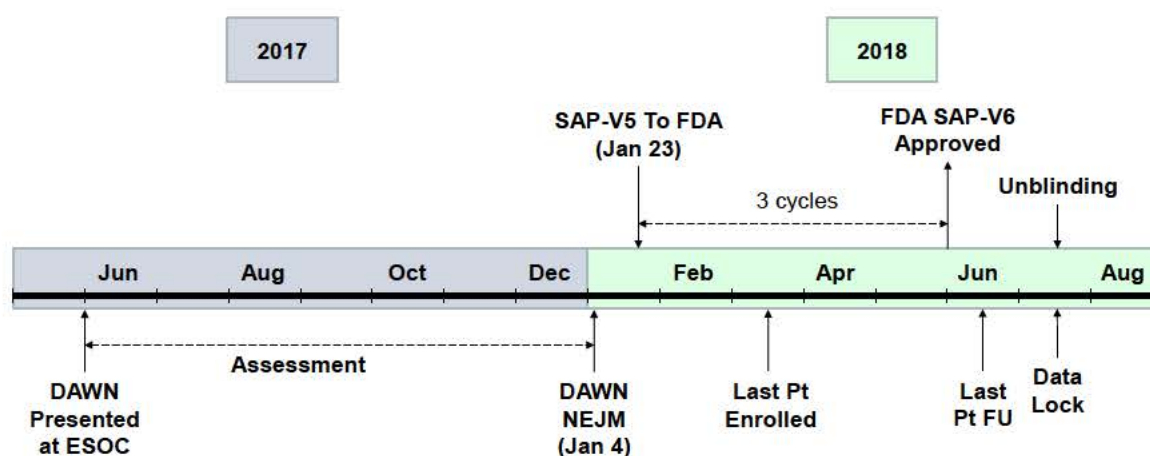 2017
2018
SAP-V5 To FDA
(Jan 23)
FDA SAP-V6
Approved
Unblinding
3 cycles
Jun Aug Oct Dec Feb Apr Jun Aug
Assessment
DAWN
Presented
at ESOC
DAWN
NEJM
(Jan 4)
Last Pt
Enrolled
Last
Pt FU
Data
Lock